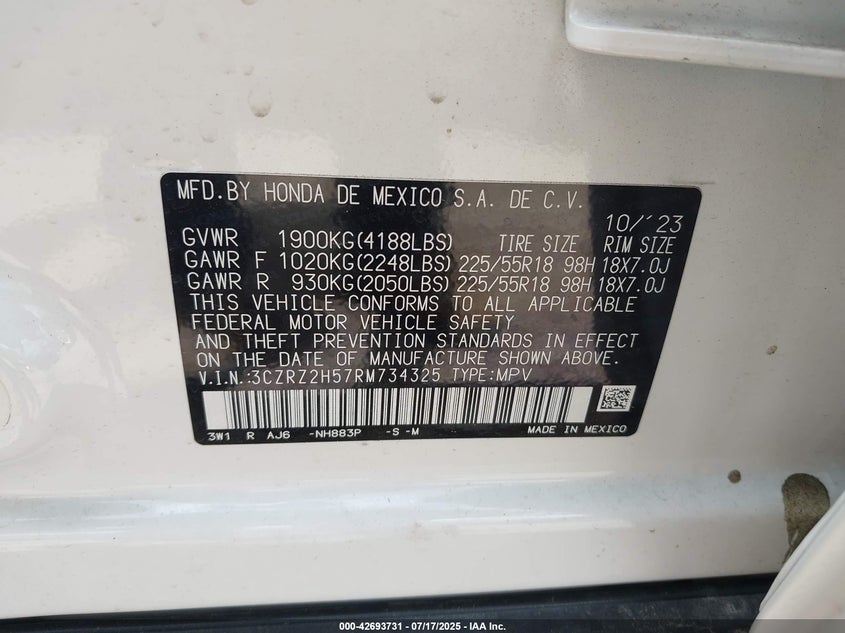 MFD.BY HONDA DE MEXICO S.A. DE C.V.
10/´23
GVWR 1900KG(4188LBS) TIRE SIZE RIM SIZE
GAWR F 1020KG(2248LBS) 225/55R18 98H 18X7.0J
GAWR R 930KG(2050LBS) 225/55R18 98H 18X7.0J
THIS VEHICLE CONFORMS TO ALL APPLICABLE
FEDERAL MOTOR VEHICLE SAFETY
AND THEFT PREVENTION STANDARDS IN EFFECT
ON THE DATE OF MANUFACTURE SHOWN ABOVE.
V.I.N.:3CZRZ2H57RM734325 TYPE:MPV
3W1 R AJ6 -NH883P -S -M MADE IN MEXICO
000-42693731 - 07/17/2025 - IAA Inc.